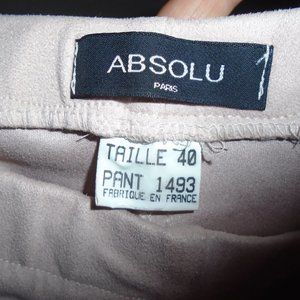 ABSOLU
PARIS
TAILLE 40
PANT 1493
FABRIQUE EN FRANCE